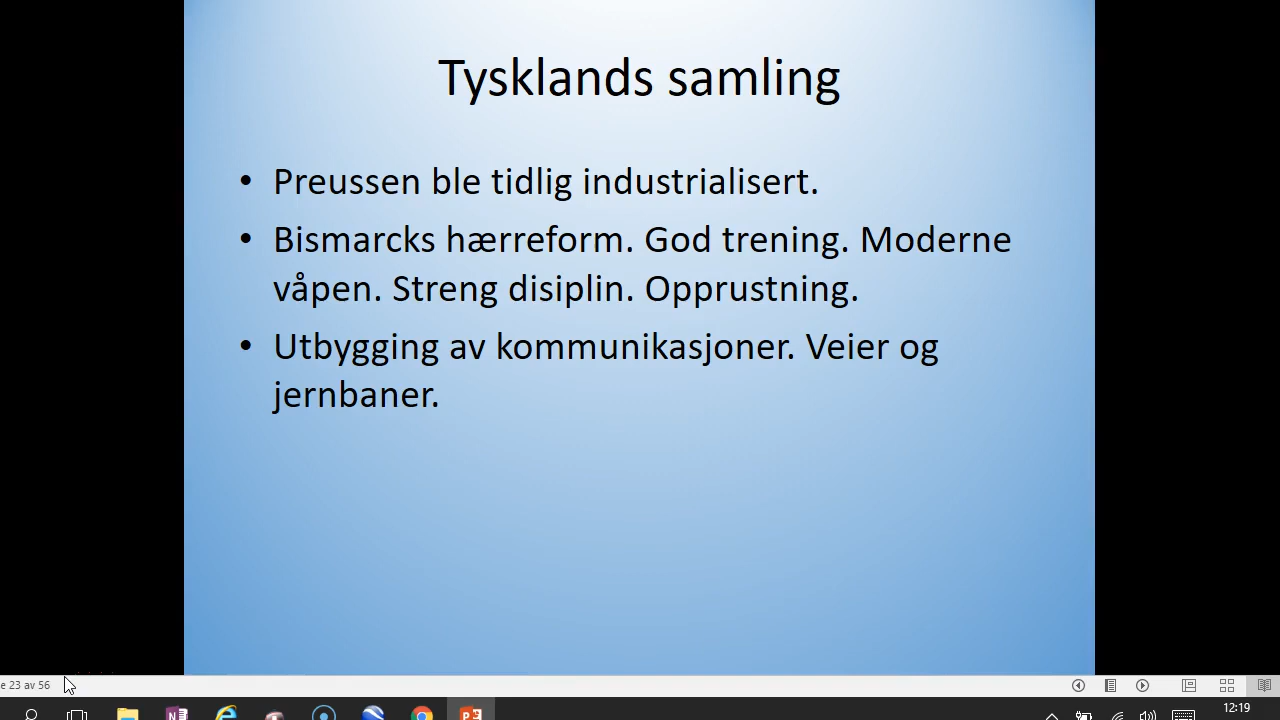 Tysklands samling
• Preussen ble tidlig industrialisert.
• Bismarcks hærreform. God trening. Moderne
våpen. Streng disiplin. Opprustning.
• Utbygging av kommunikasjoner. Veier og
jernbaner.
e 23 av 56
12:19